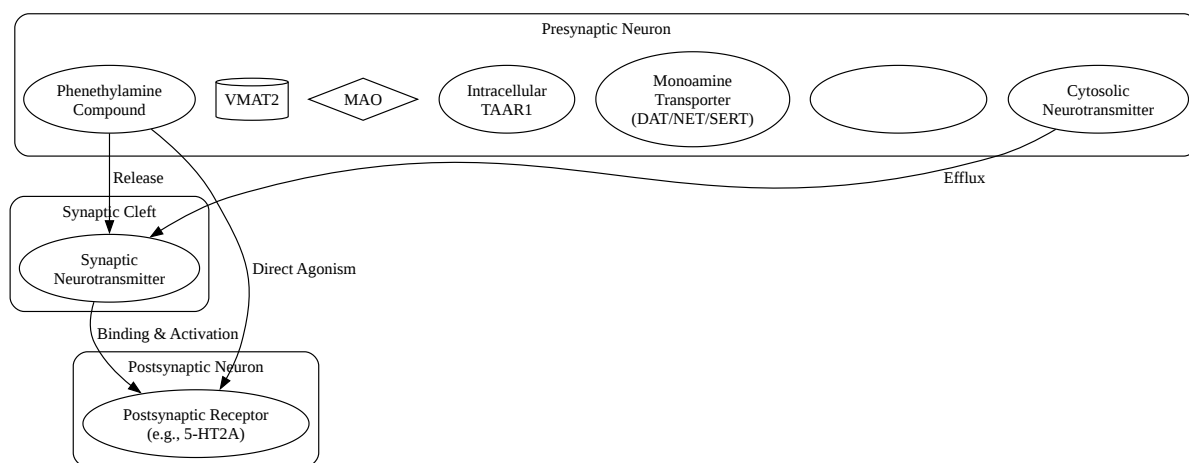 Presynaptic Neuron
Phenethylamine
Compound
VMAT2
MAO
Intracellular
TAAR1
Monoamine
Transporter
(DAT/NET/SERT)
Cytosolic
Neurotransmitter
Release
Efflux
Synaptic Cleft
Synaptic
Neurotransmitter
Direct Agonism
Binding & Activation
Postsynaptic Neuron
Postsynaptic Receptor
(e.g., 5-HT2A)